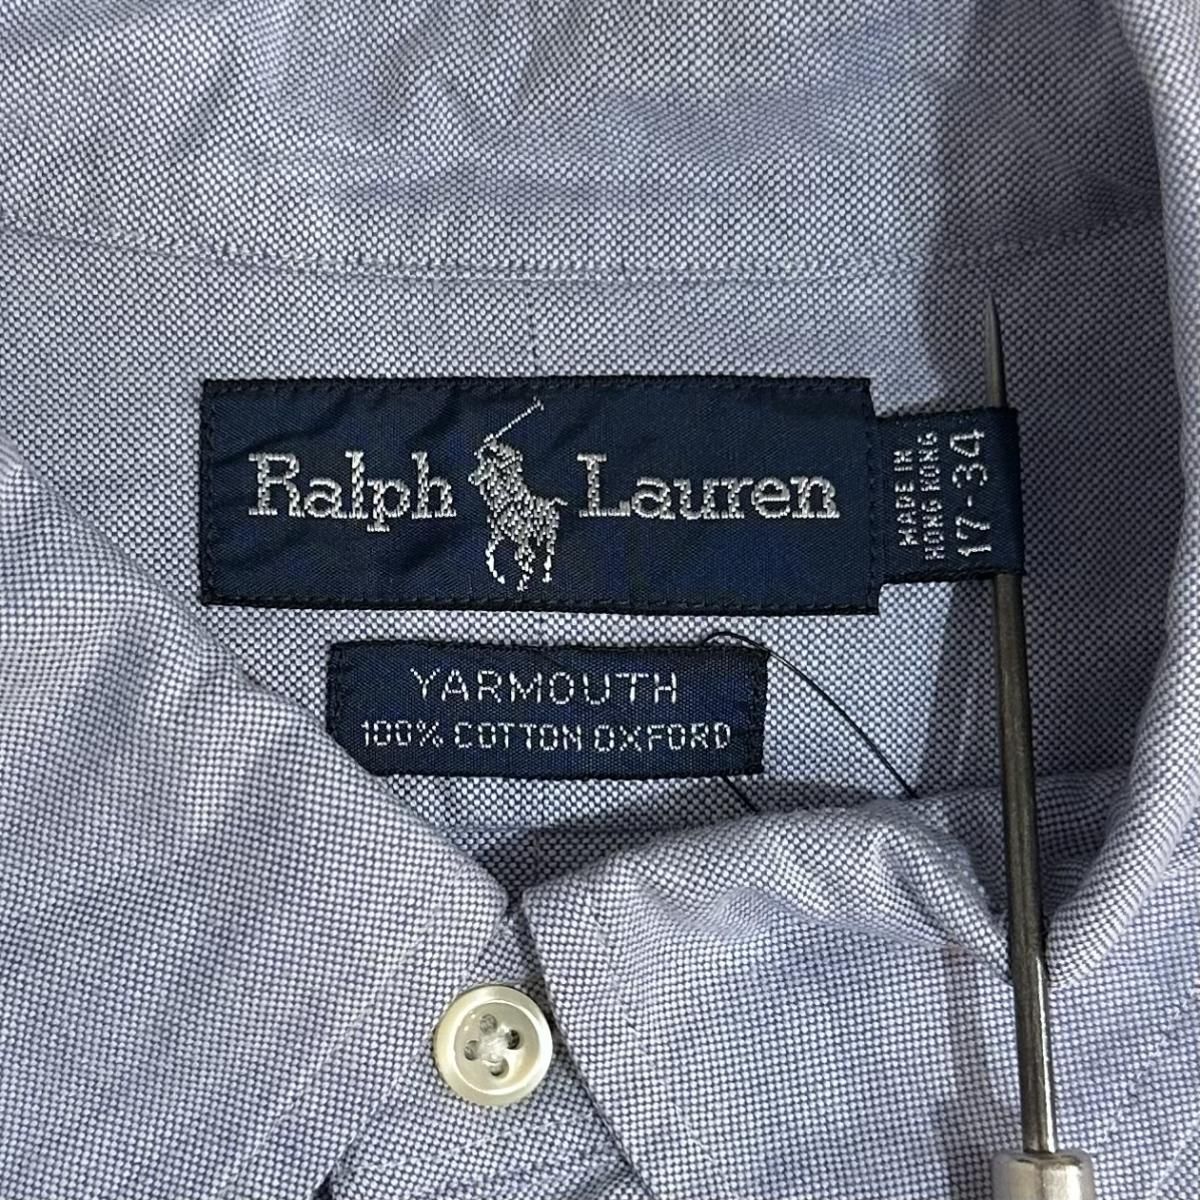 Ralph Lauren
MADE IN
HONG KONG
17-34
YARMOUTH
100% COTTON OXFORD